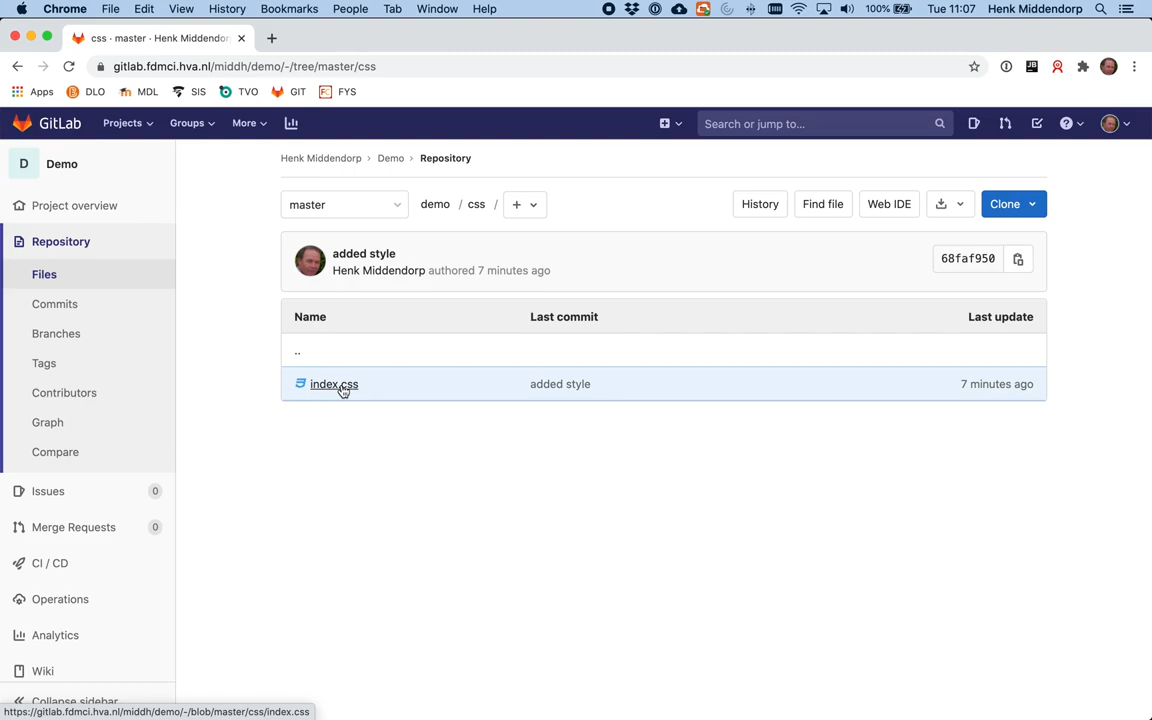 Chrome File Edit View History Bookmarks People Tab Window Help 100% Tue 11:07 Henk Middendorp
css · master · Henk Middendor
gitlab.fdmci.hva.nl/middh/demo/-/tree/master/css
Apps DLO MDL SIS TVO GIT FYS
GitLab Projects Groups More Search or jump to...
D Demo
Henk Middendorp > Demo > Repository
Project overview
master demo / css / + History Find file Web IDE Clone
Repository
added style
Henk Middendorp authored 7 minutes ago 68faf950
Files
Commits
Name Last commit Last update
Branches
..
Tags
index.css added style 7 minutes ago
Contributors
Graph
Compare
Issues 0
Merge Requests 0
CI / CD
Operations
Analytics
Wiki
Collapse sidebar
https://gitlab.fdmci.hva.nl/middh/demo/-/blob/master/css/index.css